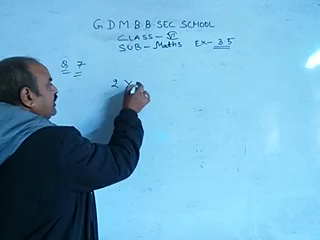 G D M B.B. SEC SCHOOL
CLASS - VI
SUB - Maths Ex - 3.5
8 7
2 ×